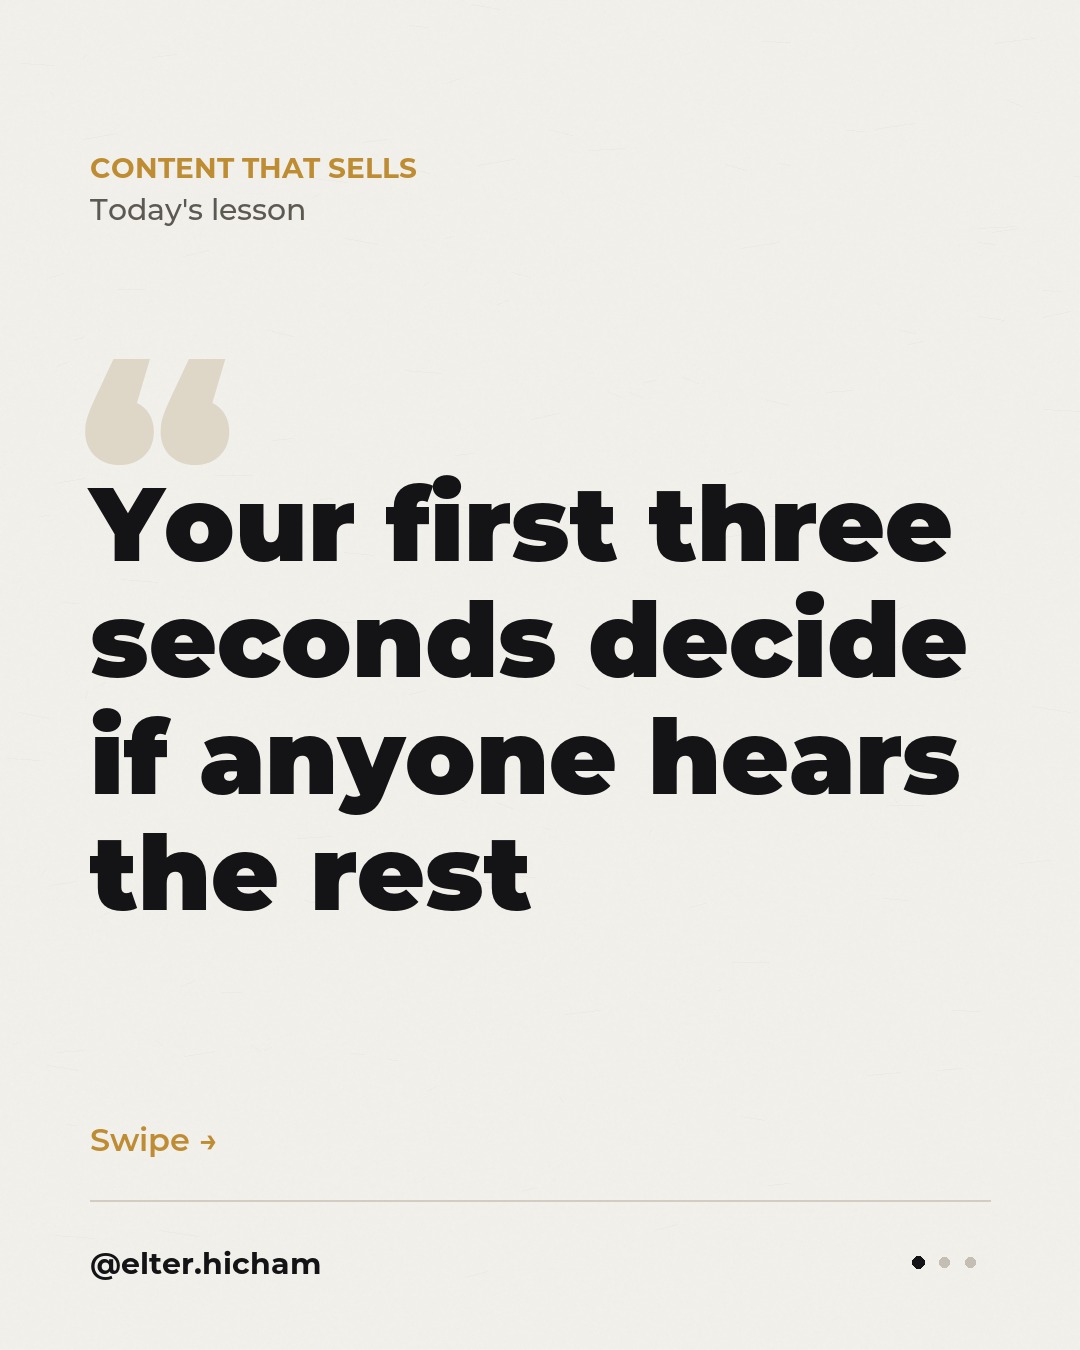 CONTENT THAT SELLS
Today's lesson
“
Your first three
seconds decide
if anyone hears
the rest
Swipe →
@elter.hicham